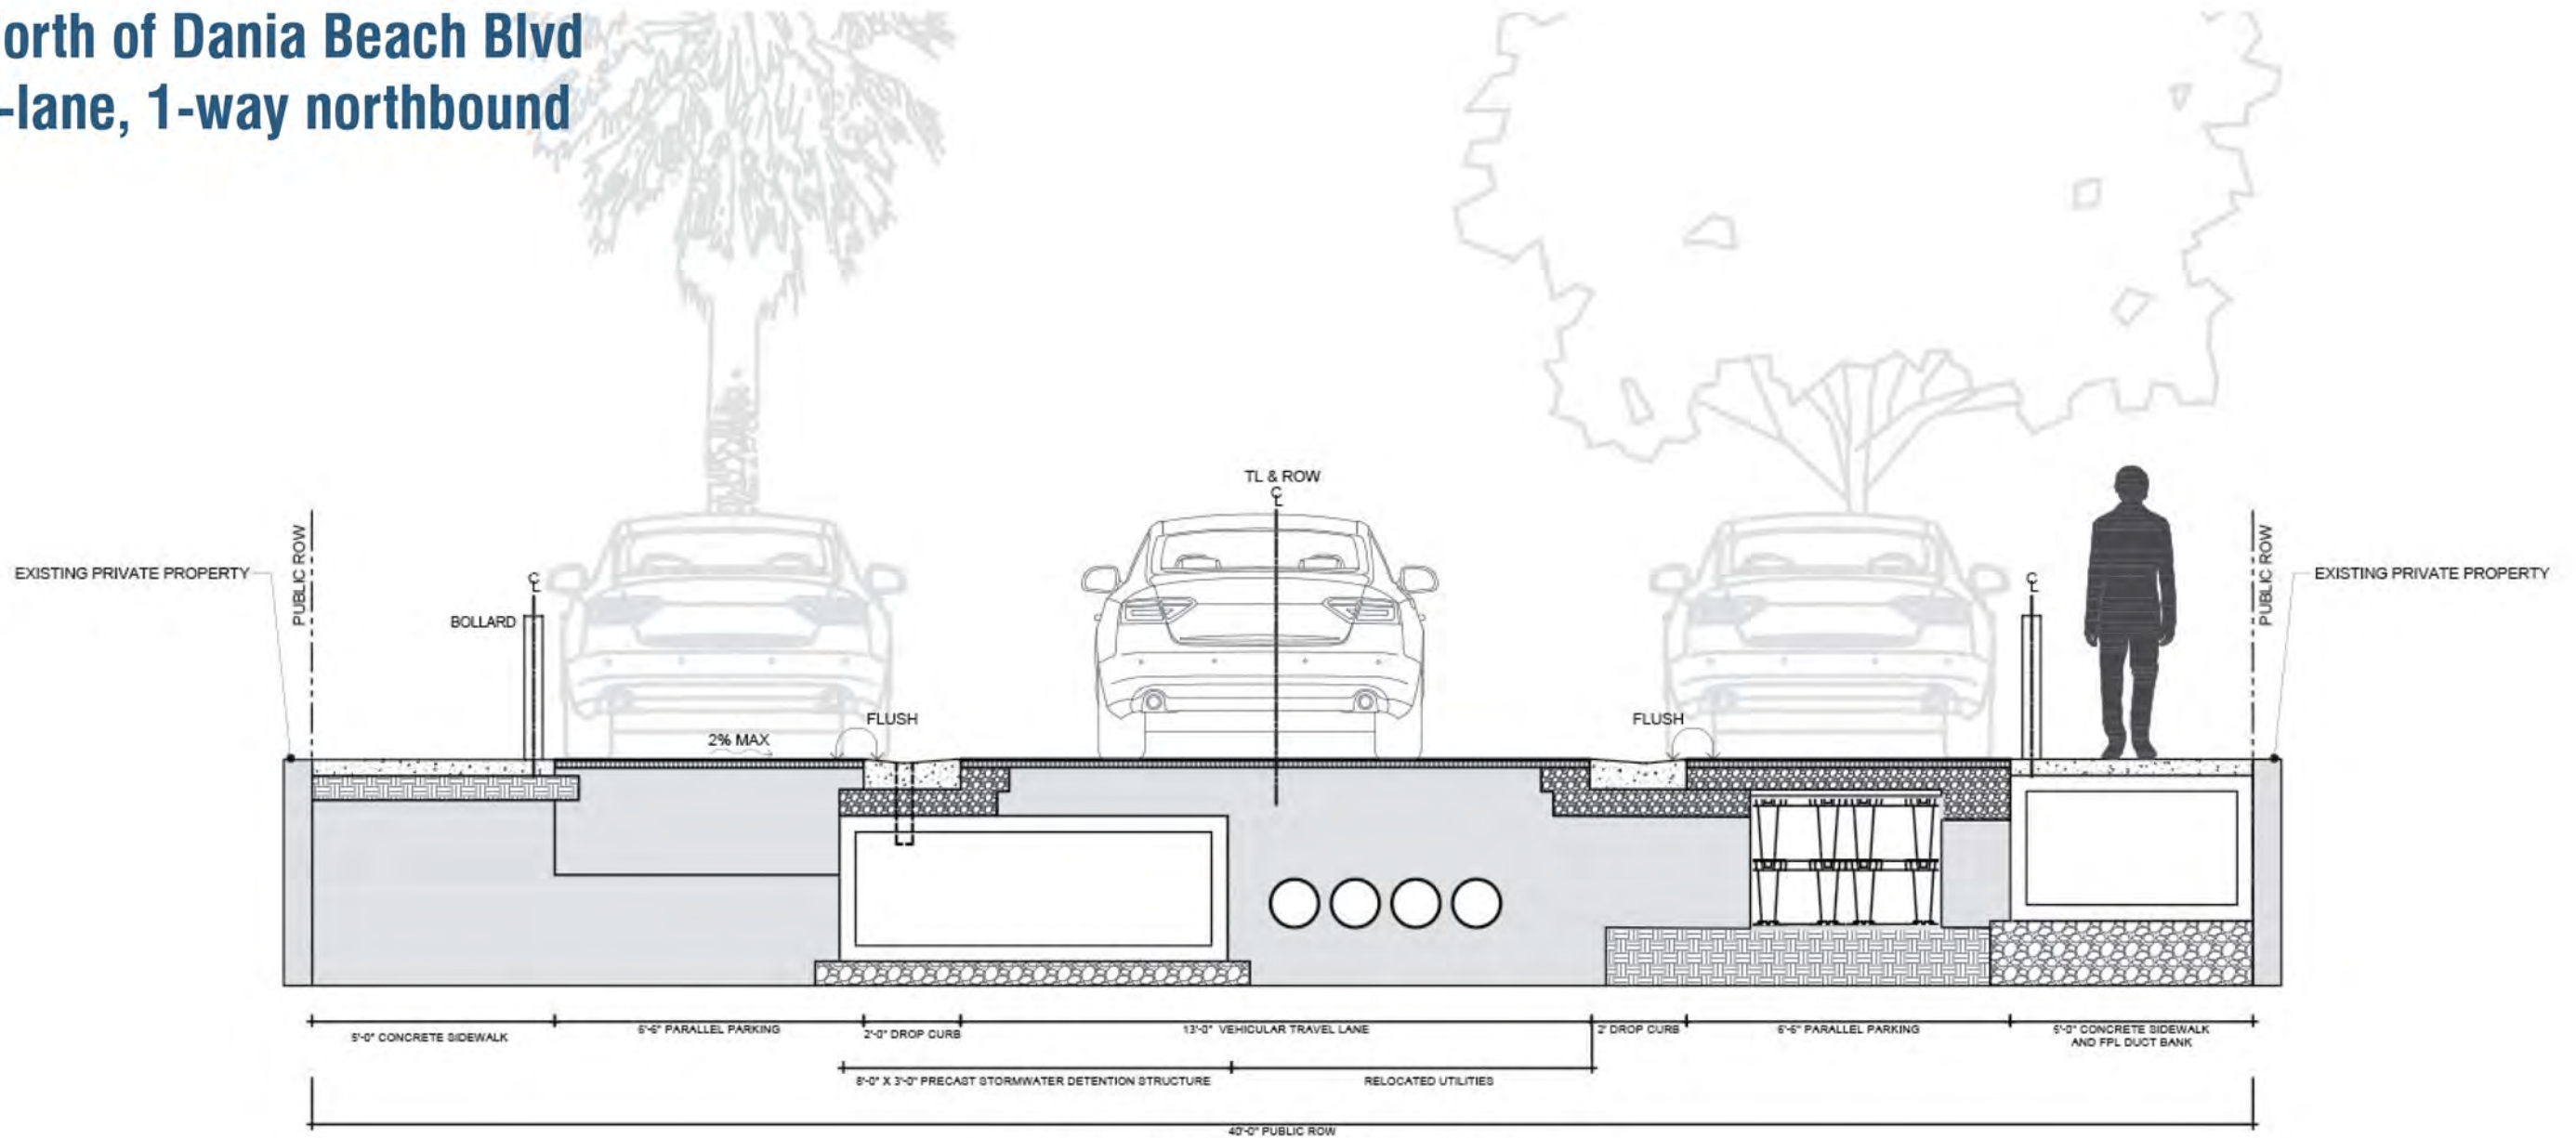 orth of Dania Beach Blvd
-lane, 1-way northbound
TL & ROW
℄
PUBLIC ROW
PUBLIC ROW
EXISTING PRIVATE PROPERTY
EXISTING PRIVATE PROPERTY
℄
℄
BOLLARD
FLUSH
FLUSH
2% MAX
5'-0" CONCRETE SIDEWALK
6'-6" PARALLEL PARKING
2'-0" DROP CURB
13'-0" VEHICULAR TRAVEL LANE
2' DROP CURB
6'-6" PARALLEL PARKING
5'-0" CONCRETE SIDEWALK
AND FPL DUCT BANK
8'-0" X 3'-0" PRECAST STORMWATER DETENTION STRUCTURE
RELOCATED UTILITIES
40'-0" PUBLIC ROW